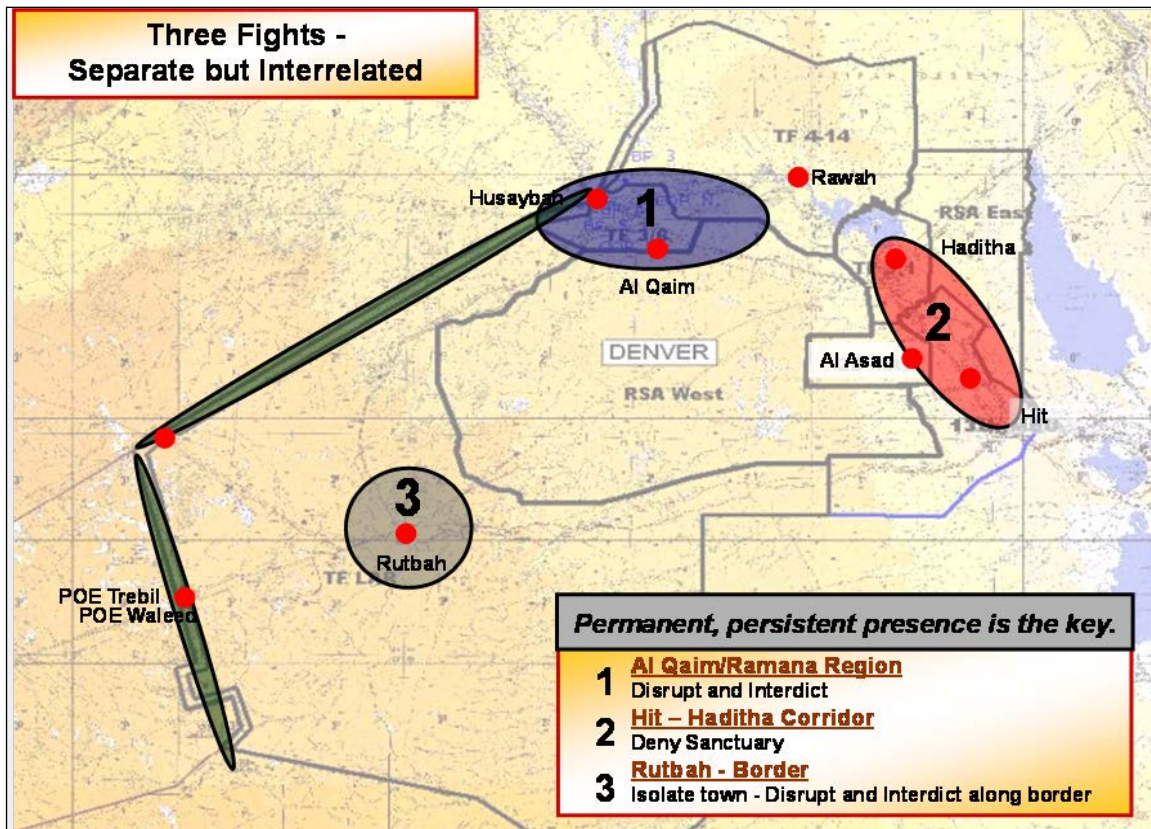 Three Fights -
Separate but Interrelated
TF 4-14
Husaybah
1
Rawah
RSA East
Haditha
Al Qaim
2
DENVER
Al Asad
RSA West
Hit
3
Rutbah
TF LAR
POE Trebil
POE Waleed
Permanent, persistent presence is the key.
1 Al Qaim/Ramana Region
Disrupt and Interdict
2 Hit – Haditha Corridor
Deny Sanctuary
3 Rutbah - Border
Isolate town - Disrupt and Interdict along border